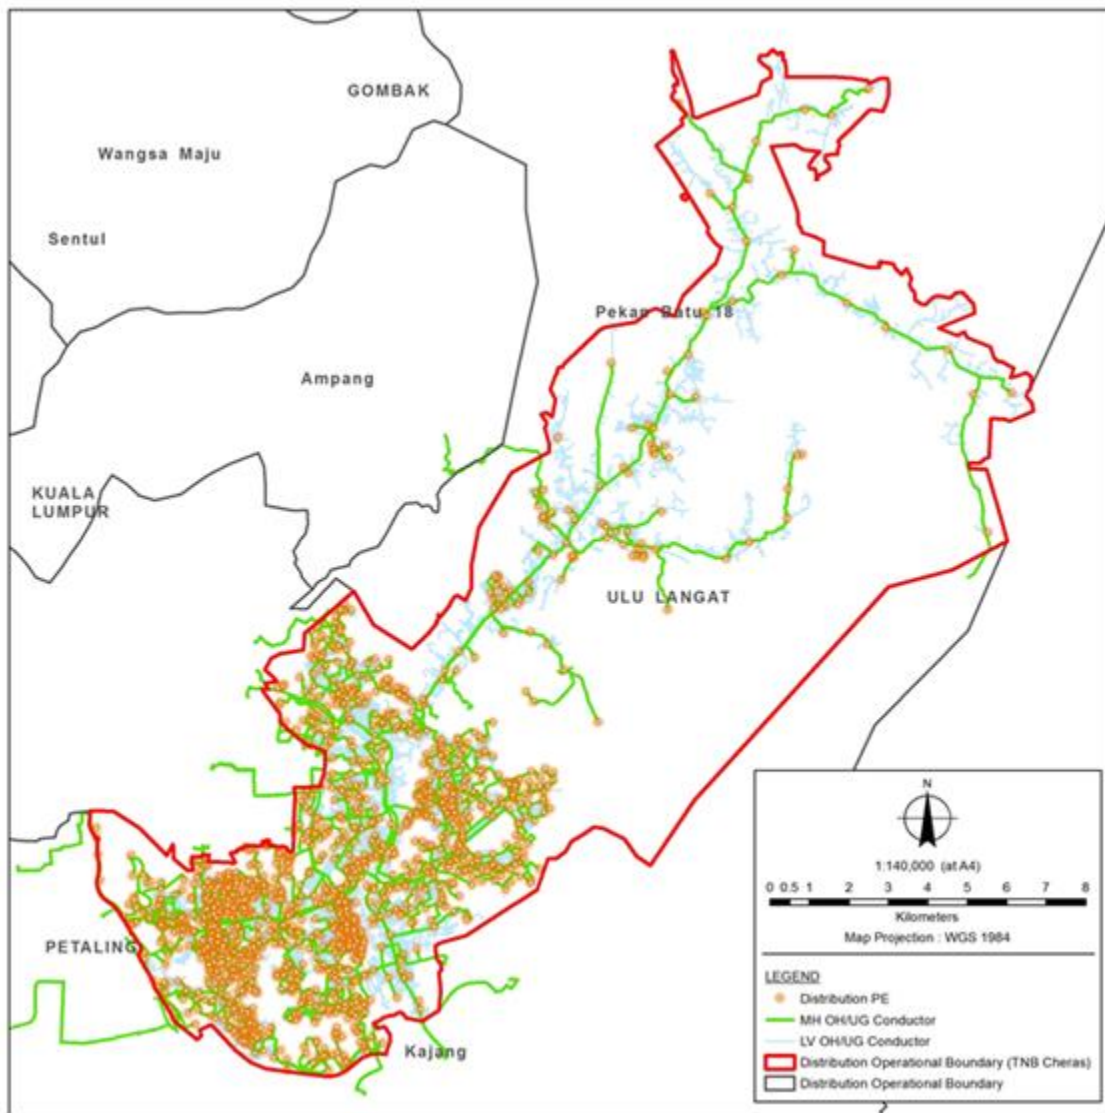 GOMBAK
Wangsa Maju
Sentul
Pekan Batu 18
Ampang
KUALA
LUMPUR
ULU LANGAT
PETALING
Kajang
N
1:140,000 (at A4)
0 0.5 1 2 3 4 5 6 7 8
Kilometers
Map Projection : WGS 1984
LEGEND
Distribution PE
MH OH/UG Conductor
LV OH/UG Conductor
Distribution Operational Boundary (TNB Cheras)
Distribution Operational Boundary